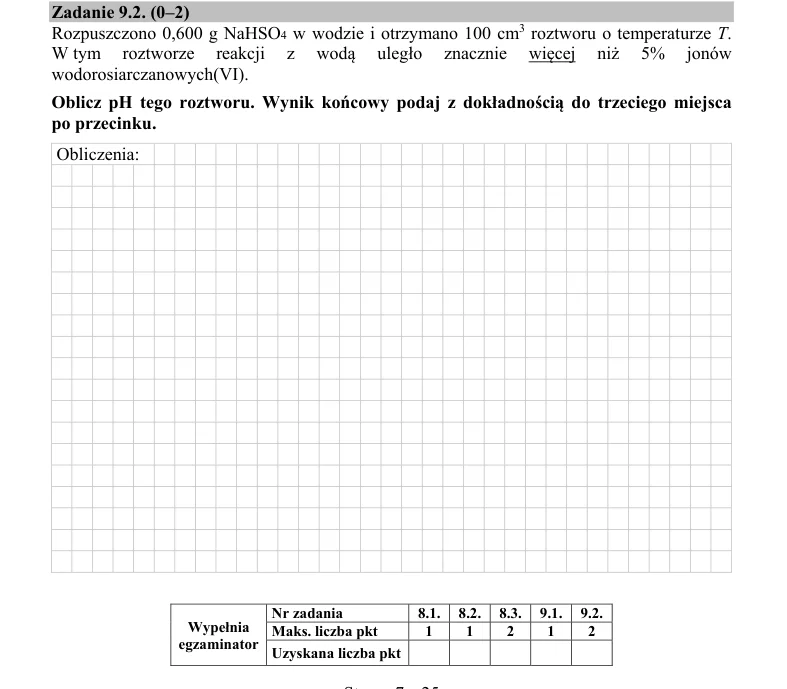 Zadanie 9.2. (0–2)
Rozpuszczono 0,600 g NaHSO4 w wodzie i otrzymano 100 cm³ roztworu o temperaturze T.
W tym roztworze reakcji z wodą uległo znacznie więcej niż 5% jonów
wodorosiarczanowych(VI).
Oblicz pH tego roztworu. Wynik końcowy podaj z dokładnością do trzeciego miejsca
po przecinku.
Obliczenia:
Wypełnia egzaminator
Nr zadania 8.1. 8.2. 8.3. 9.1. 9.2.
Maks. liczba pkt 1 1 2 1 2
Uzyskana liczba pkt